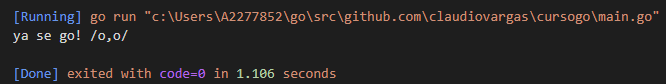 [Running] go run "c:\Users\A2277852\go\src\github.com\claudiovargas\cursogo\main.go"
ya se go! /o,o/
[Done] exited with code=0 in 1.106 seconds